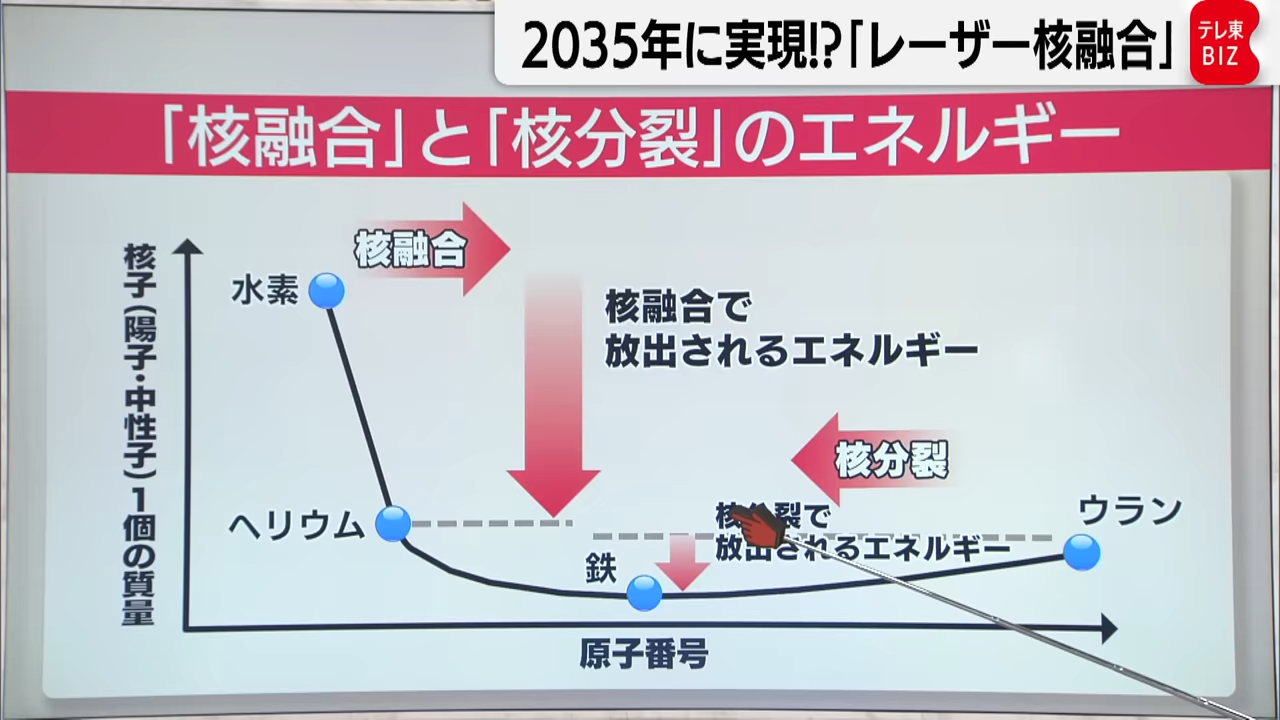 2035年に実現!?「レーザー核融合」
テレ東
BIZ
「核融合」と「核分裂」のエネルギー
核子(陽子・中性子)1個の質量
水素
核融合
核融合で
放出されるエネルギー
核分裂
ヘリウム
核分裂で
放出されるエネルギー
ウラン
鉄
原子番号